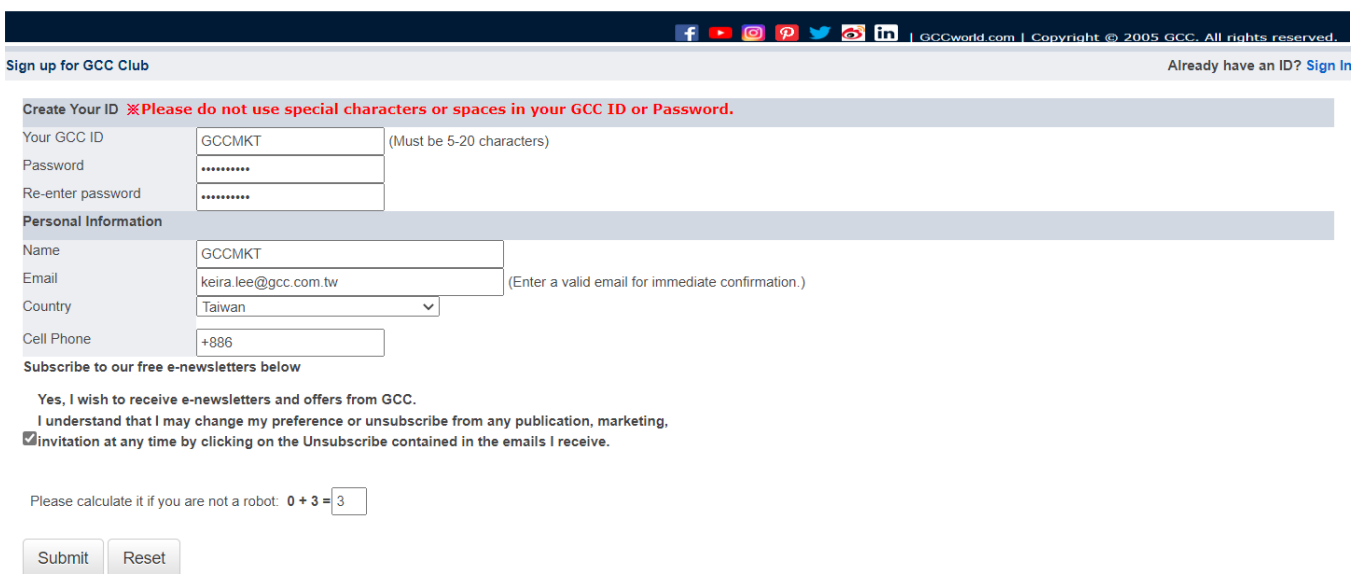 | GCCworld.com | Copyright © 2005 GCC. All rights reserved.
Sign up for GCC Club Already have an ID? Sign In
Create Your ID ※Please do not use special characters or spaces in your GCC ID or Password.
Your GCC ID GCCMKT (Must be 5-20 characters)
Password ••••••••••
Re-enter password ••••••••••
Personal Information
Name GCCMKT
Email keira.lee@gcc.com.tw (Enter a valid email for immediate confirmation.)
Country Taiwan
Cell Phone +886
Subscribe to our free e-newsletters below
Yes, I wish to receive e-newsletters and offers from GCC.
I understand that I may change my preference or unsubscribe from any publication, marketing,
invitation at any time by clicking on the Unsubscribe contained in the emails I receive.
Please calculate it if you are not a robot: 0 + 3 = 3
Submit Reset